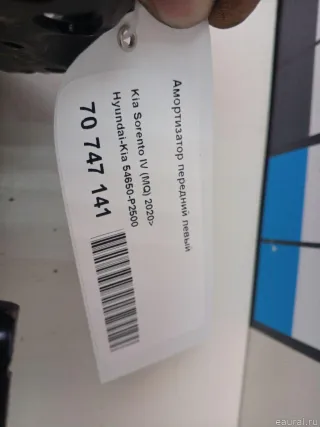 Амортизатор передний левый
Kia Sorento IV (MQ) 2020>
Hyundai-Kia 54650-P2500
70 747 141
eaural.ru